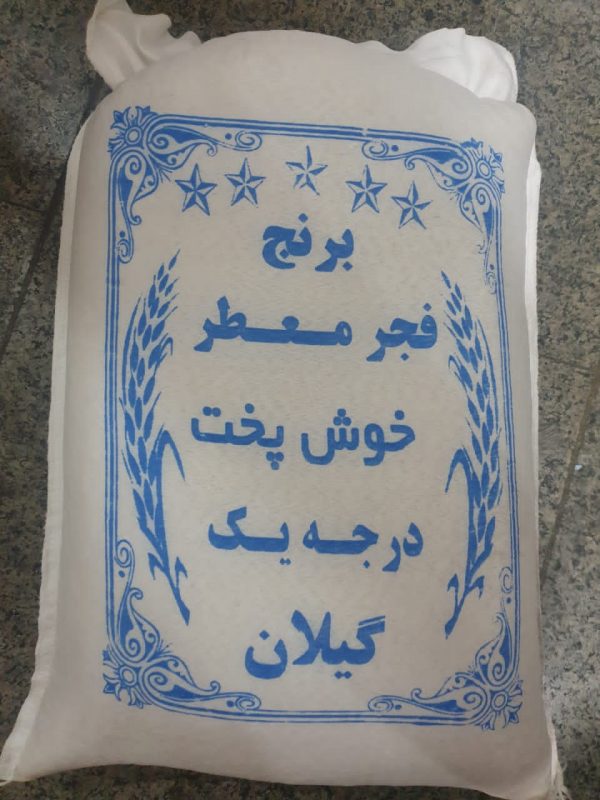 برنج
فجر معطر
خوش پخت
درجه یک
گیلان